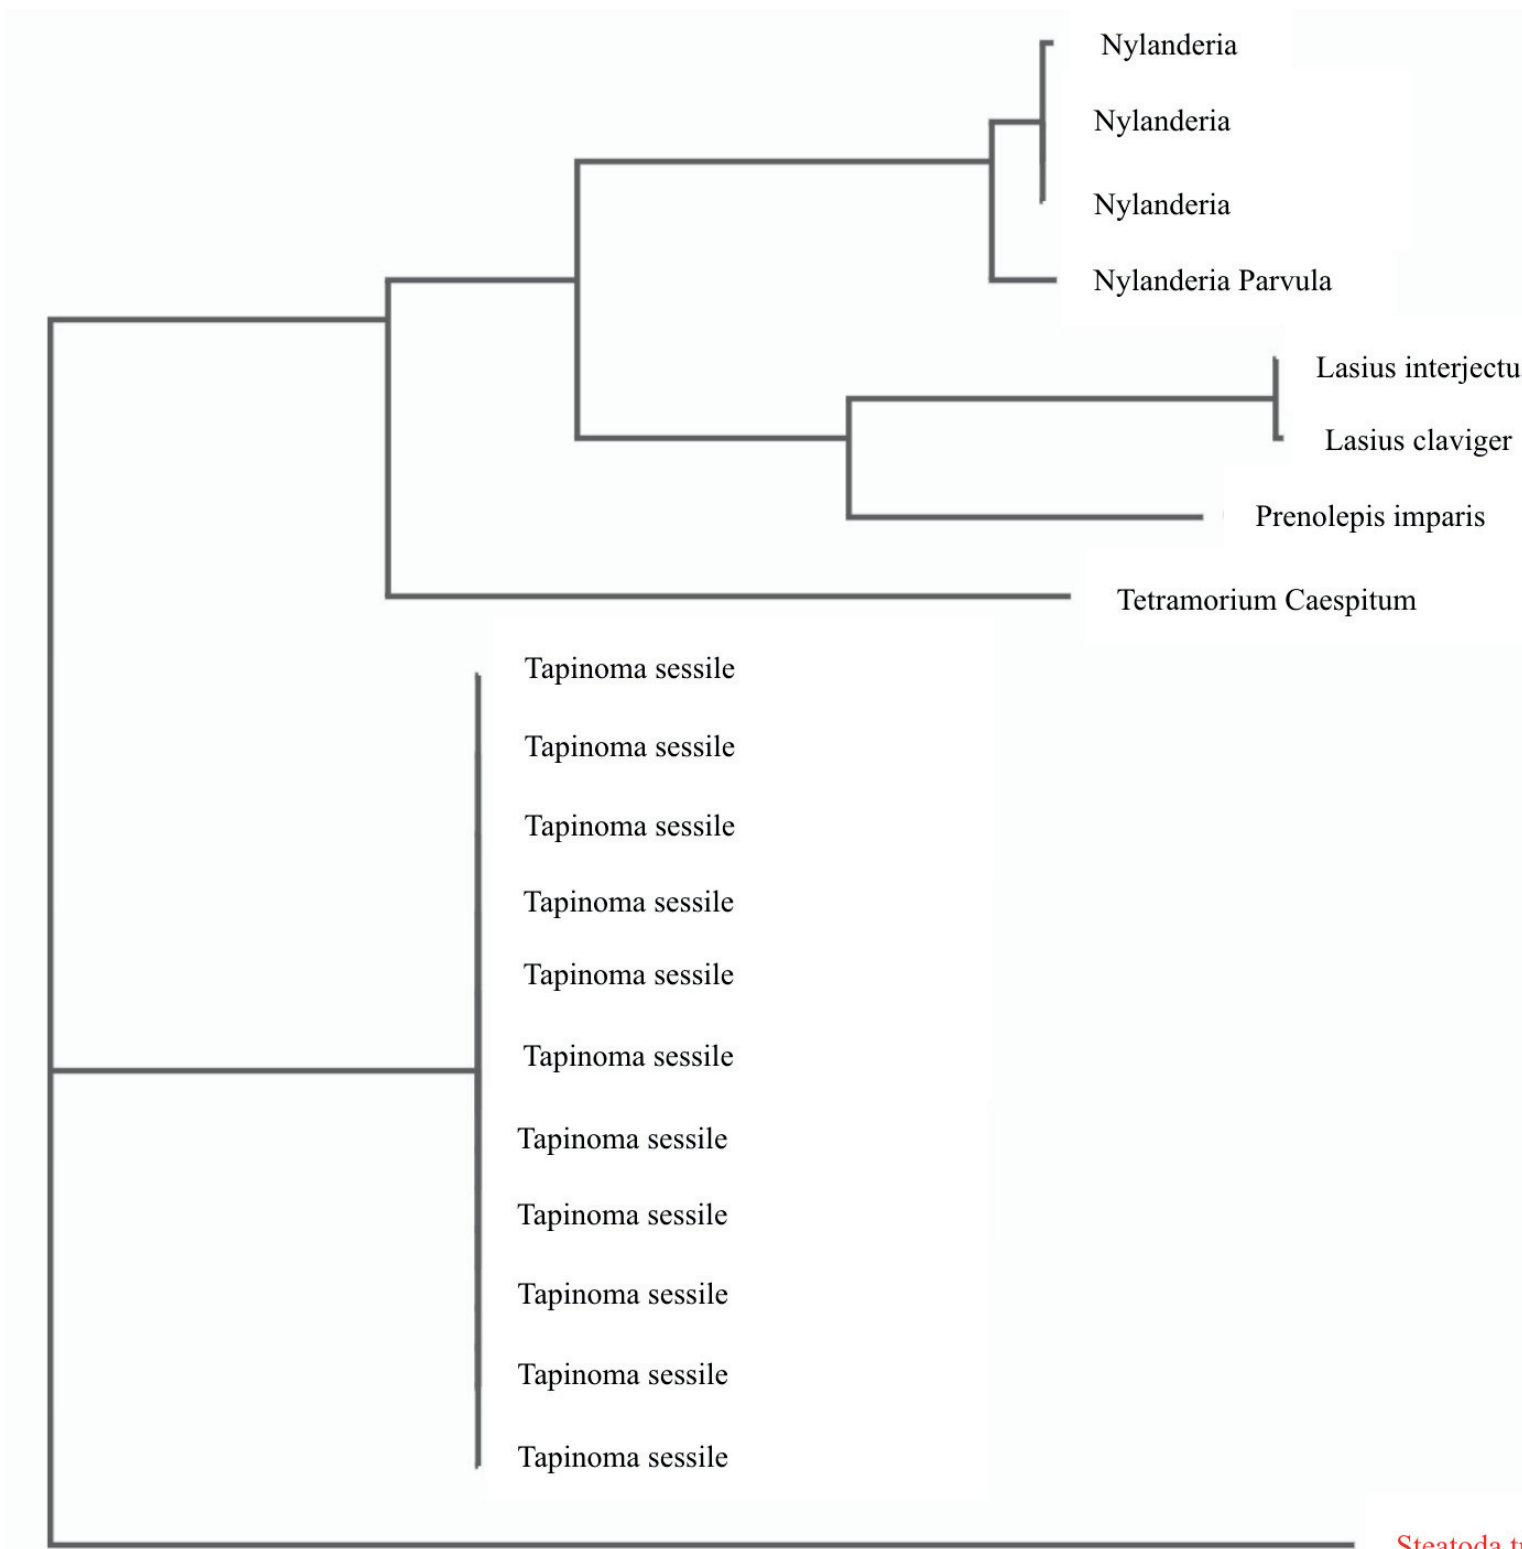 Nylanderia
Nylanderia
Nylanderia
Nylanderia Parvula
Lasius interjectu
Lasius claviger
Prenolepis imparis
Tetramorium Caespitum
Tapinoma sessile
Tapinoma sessile
Tapinoma sessile
Tapinoma sessile
Tapinoma sessile
Tapinoma sessile
Tapinoma sessile
Tapinoma sessile
Tapinoma sessile
Tapinoma sessile
Tapinoma sessile
Steatoda